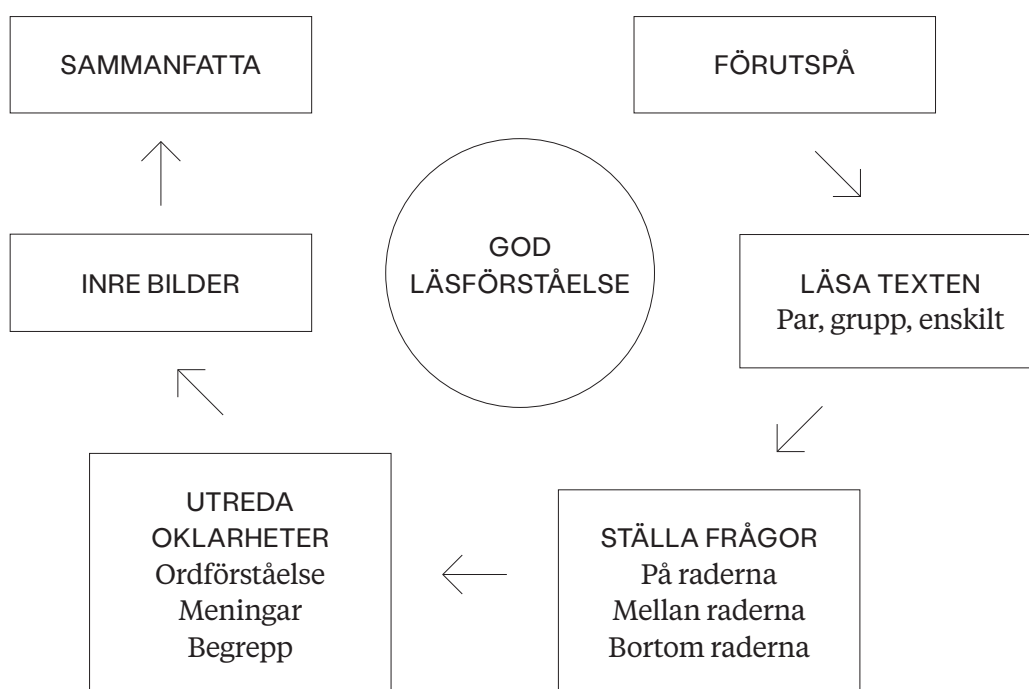 SAMMANFATTA
FÖRUTSPÅ
GOD
LÄSFÖRSTÅELSE
INRE BILDER
LÄSA TEXTEN
Par, grupp, enskilt
UTREDA
OKLARHETER
Ordförståelse
Meningar
Begrepp
STÄLLA FRÅGOR
På raderna
Mellan raderna
Bortom raderna